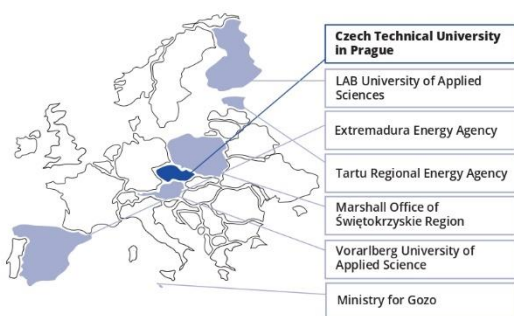 Czech Technical University
in Prague
LAB University of Applied
Sciences
Extremadura Energy Agency
Tartu Regional Energy Agency
Marshall Office of
Świętokrzyskie Region
Vorarlberg University of
Applied Science
Ministry for Gozo